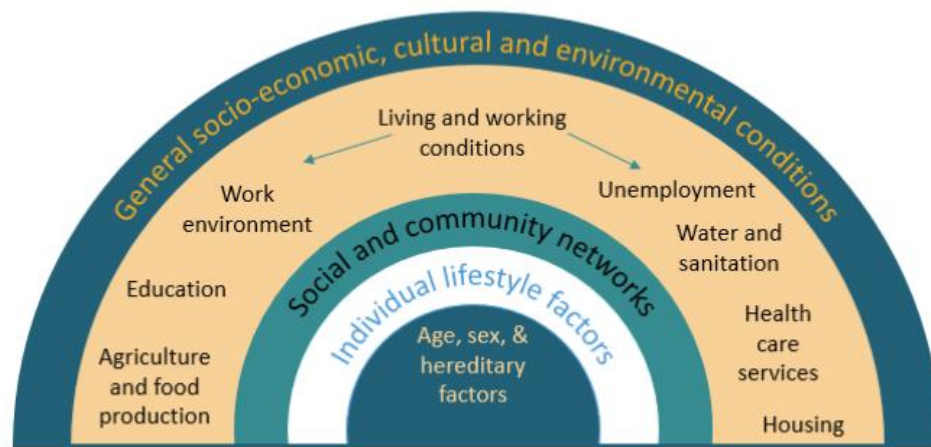 General socio-economic, cultural and environmental conditions
Living and working
conditions
Work
environment
Unemployment
Water and
sanitation
Education
Health
care
services
Agriculture
and food
production
Housing
Social and community networks
Individual lifestyle factors
Age, sex, &
hereditary
factors